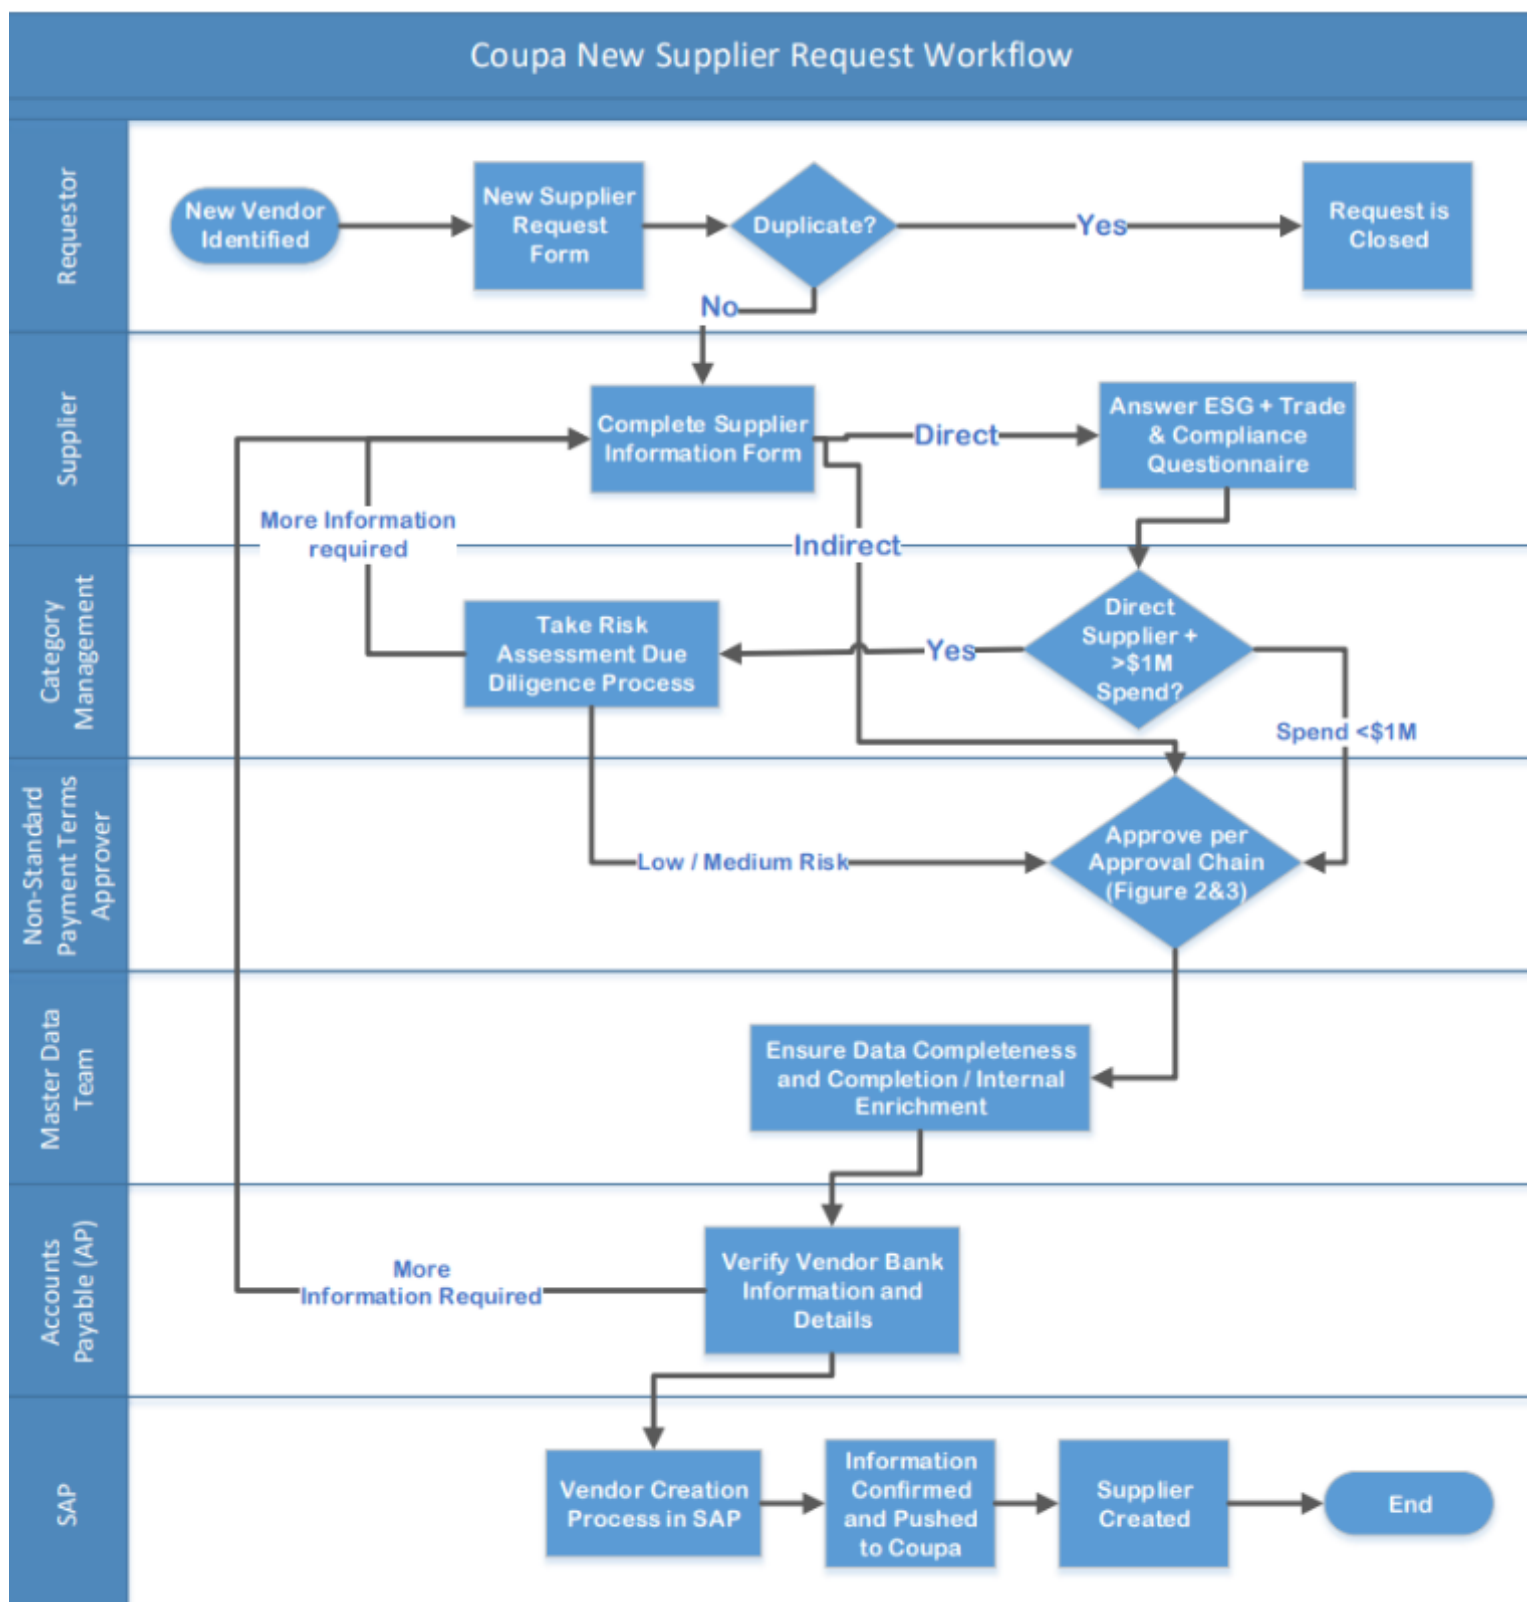 Coupa New Supplier Request Workflow
Requestor
New Vendor
Identified
New Supplier
Request
Form
Duplicate?
Yes
Request is
Closed
No
Supplier
Complete Supplier
Information Form
Direct
Answer ESG + Trade
& Compliance
Questionnaire
More Information
required
Indirect
Category
Management
Take Risk
Assessment Due
Diligence Process
Yes
Direct
Supplier +
>$1M
Spend?
Spend <$1M
Non-Standard
Payment Terms
Approver
Low / Medium Risk
Approve per
Approval Chain
(Figure 2&3)
Master Data
Team
Ensure Data Completeness
and Completion / Internal
Enrichment
Accounts
Payable (AP)
More
Information Required
Verify Vendor Bank
Information and
Details
SAP
Vendor Creation
Process in SAP
Information
Confirmed
and Pushed
to Coupa
Supplier
Created
End